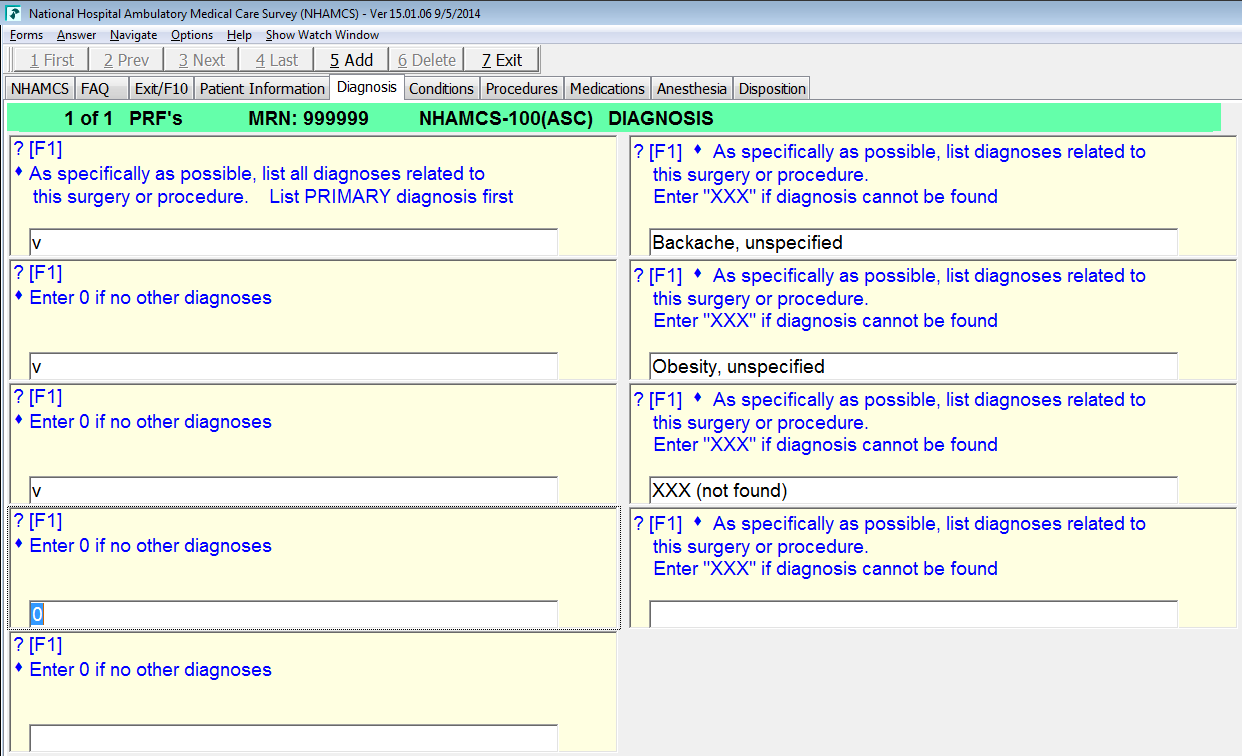 National Hospital Ambulatory Medical Care Survey (NHAMCS) - Ver 15.01.06 9/5/2014
Forms Answer Navigate Options Help Show Watch Window
1 First 2 Prev 3 Next 4 Last 5 Add 6 Delete 7 Exit
NHAMCS FAQ Exit/F10 Patient Information Diagnosis Conditions Procedures Medications Anesthesia Disposition
1 of 1 PRF's MRN: 999999 NHAMCS-100(ASC) DIAGNOSIS
? [F1]
♦ As specifically as possible, list all diagnoses related to
this surgery or procedure. List PRIMARY diagnosis first
v
? [F1] ♦ As specifically as possible, list diagnoses related to
this surgery or procedure.
Enter "XXX" if diagnosis cannot be found
Backache, unspecified
? [F1]
♦ Enter 0 if no other diagnoses
v
? [F1] ♦ As specifically as possible, list diagnoses related to
this surgery or procedure.
Enter "XXX" if diagnosis cannot be found
Obesity, unspecified
? [F1]
♦ Enter 0 if no other diagnoses
v
? [F1] ♦ As specifically as possible, list diagnoses related to
this surgery or procedure.
Enter "XXX" if diagnosis cannot be found
XXX (not found)
? [F1]
♦ Enter 0 if no other diagnoses
0
? [F1] ♦ As specifically as possible, list diagnoses related to
this surgery or procedure.
Enter "XXX" if diagnosis cannot be found
? [F1]
♦ Enter 0 if no other diagnoses